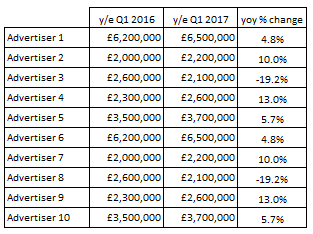 y/e Q1 2016 y/e Q1 2017 yoy % change
Advertiser 1 £6,200,000 £6,500,000 4.8%
Advertiser 2 £2,000,000 £2,200,000 10.0%
Advertiser 3 £2,600,000 £2,100,000 -19.2%
Advertiser 4 £2,300,000 £2,600,000 13.0%
Advertiser 5 £3,500,000 £3,700,000 5.7%
Advertiser 6 £6,200,000 £6,500,000 4.8%
Advertiser 7 £2,000,000 £2,200,000 10.0%
Advertiser 8 £2,600,000 £2,100,000 -19.2%
Advertiser 9 £2,300,000 £2,600,000 13.0%
Advertiser 10 £3,500,000 £3,700,000 5.7%